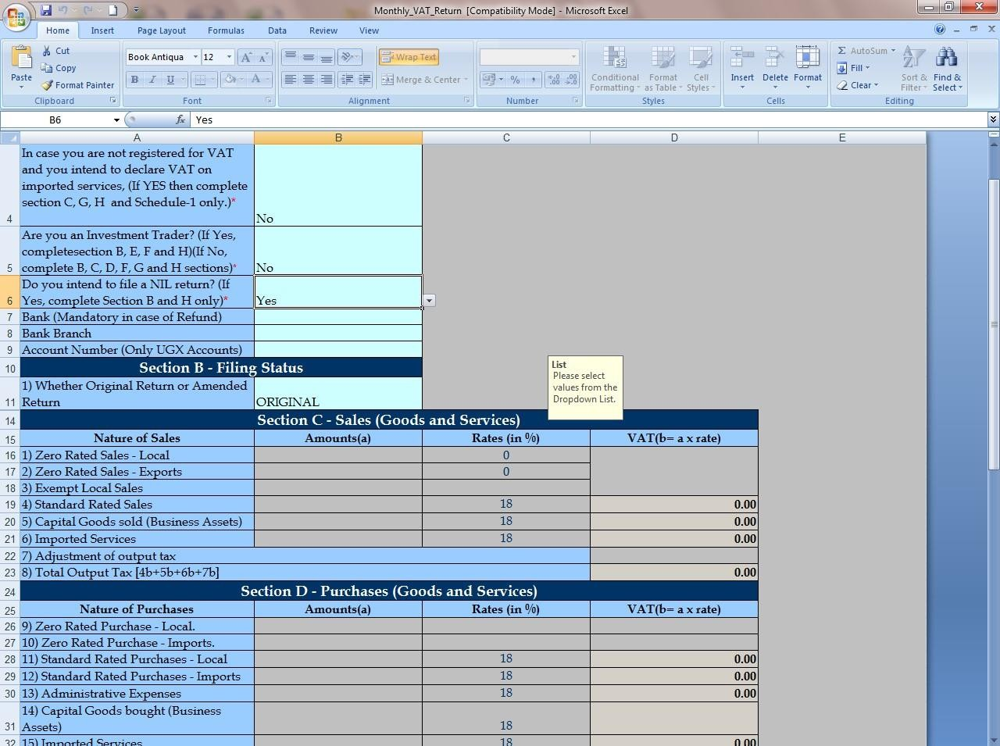 Monthly_VAT_Return [Compatibility Mode] - Microsoft Excel
Home Insert Page Layout Formulas Data Review View
Paste
Cut
Copy
Format Painter
Clipboard
Book Antiqua 12
B I U
Font
Wrap Text
Merge & Center
Alignment
% ,
Number
Conditional Formatting
Format as Table
Cell Styles
Styles
Insert Delete Format
Cells
Σ AutoSum
Fill
Clear
Sort & Filter
Find & Select
Editing
B6 fx Yes
A B C D E
4 In case you are not registered for VAT
and you intend to declare VAT on
imported services, (If YES then complete
section C, G, H and Schedule-1 only.)*
No
5 Are you an Investment Trader? (If Yes,
completesection B, E, F and H)(If No,
complete B, C, D, F, G and H sections)*
No
6 Do you intend to file a NIL return? (If
Yes, complete Section B and H only)*
Yes
7 Bank (Mandatory in case of Refund)
8 Bank Branch
9 Account Number (Only UGX Accounts)
10 Section B - Filing Status
List
Please select
values from the
Dropdown List.
11 1) Whether Original Return or Amended
Return
ORIGINAL
14 Section C - Sales (Goods and Services)
15 Nature of Sales Amounts(a) Rates (in %) VAT(b= a x rate)
16 1) Zero Rated Sales - Local 0
17 2) Zero Rated Sales - Exports 0
18 3) Exempt Local Sales
19 4) Standard Rated Sales 18 0.00
20 5) Capital Goods sold (Business Assets) 18 0.00
21 6) Imported Services 18 0.00
22 7) Adjustment of output tax
23 8) Total Output Tax [4b+5b+6b+7b] 0.00
24 Section D - Purchases (Goods and Services)
25 Nature of Purchases Amounts(a) Rates (in %) VAT(b= a x rate)
26 9) Zero Rated Purchase - Local.
27 10) Zero Rated Purchase - Imports.
28 11) Standard Rated Purchases - Local 18 0.00
29 12) Standard Rated Purchases - Imports 18 0.00
30 13) Administrative Expenses 18 0.00
31 14) Capital Goods bought (Business
Assets) 18
32 15) Imported Services 18 0.00